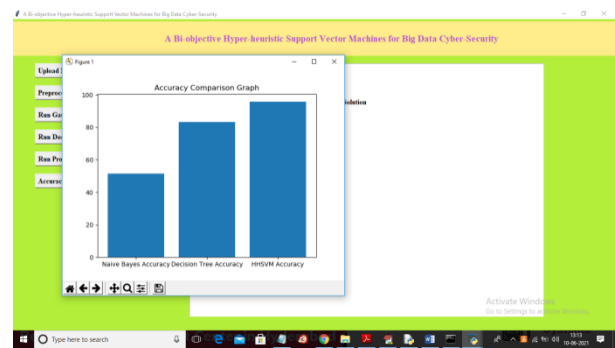 A Bi-objective Hyper-heuristic Support Vector Machines for Big Data Cyber-Security
A Bi-objective Hyper-heuristic Support Vector Machines for Big Data Cyber-Security
Figure 1
Upload
Preproc
Run Ga
Run De
Run Pro
Accurac
Accuracy Comparison Graph
100
80
60
40
20
0
Naive Bayes Accuracy Decision Tree Accuracy HHSVM Accuracy
Activate Windows
Go to Settings to activate Windows.
Type here to search
13:13
10-06-2021